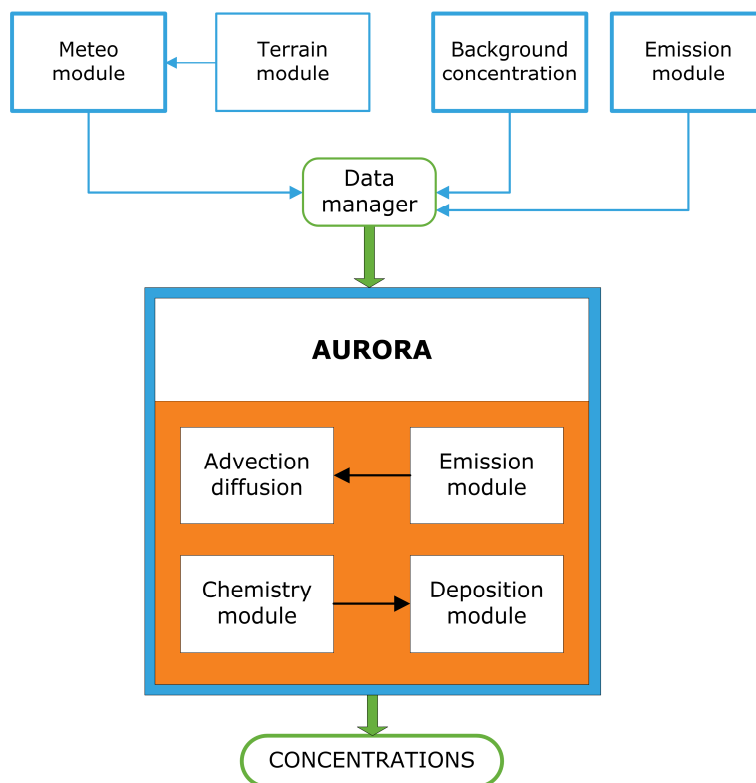 Meteo
module
Terrain
module
Background
concentration
Emission
module
Data
manager
AURORA
Advection
diffusion
Emission
module
Chemistry
module
Deposition
module
CONCENTRATIONS